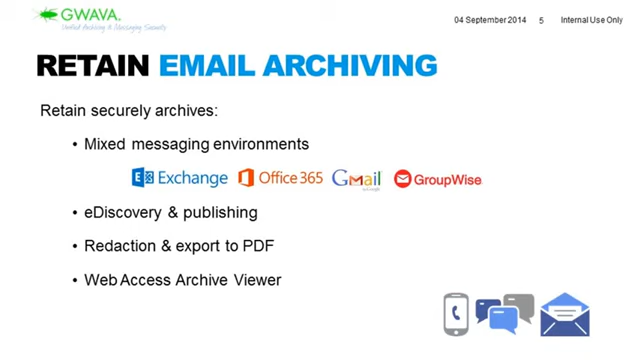 GWAVA.
Unified Archiving & Messaging Security
04 September 2014 5 Internal Use Only
RETAIN EMAIL ARCHIVING
Retain securely archives:
• Mixed messaging environments
Exchange Office 365 Gmail GroupWise
• eDiscovery & publishing
• Redaction & export to PDF
• Web Access Archive Viewer